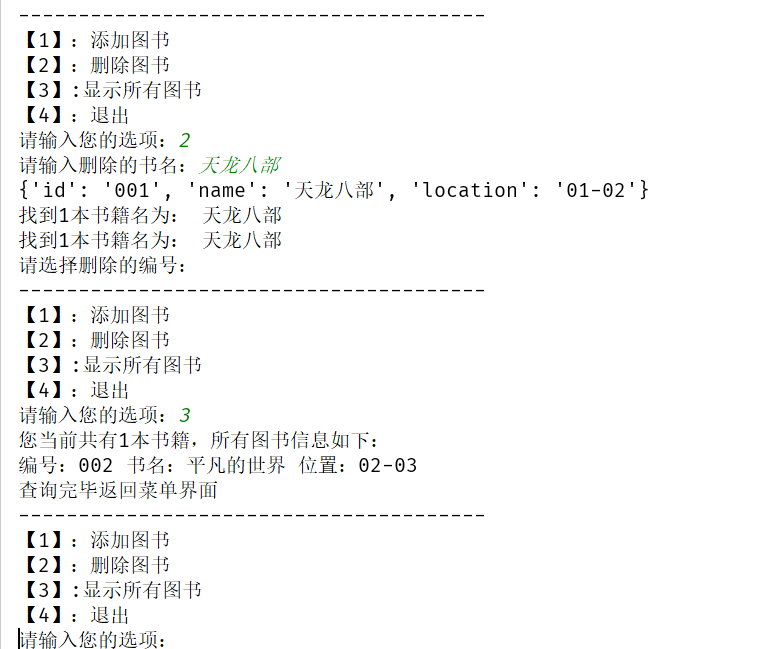 ---------------------------------------
【1】：添加图书
【2】：删除图书
【3】:显示所有图书
【4】：退出
请输入您的选项：2
请输入删除的书名：天龙八部
{'id': '001', 'name': '天龙八部', 'location': '01-02'}
找到1本书籍名为： 天龙八部
找到1本书籍名为： 天龙八部
请选择删除的编号：
---------------------------------------
【1】：添加图书
【2】：删除图书
【3】:显示所有图书
【4】：退出
请输入您的选项：3
您当前共有1本书籍，所有图书信息如下：
编号：002 书名：平凡的世界 位置：02-03
查询完毕返回菜单界面
---------------------------------------
【1】：添加图书
【2】：删除图书
【3】:显示所有图书
【4】：退出
请输入您的选项：